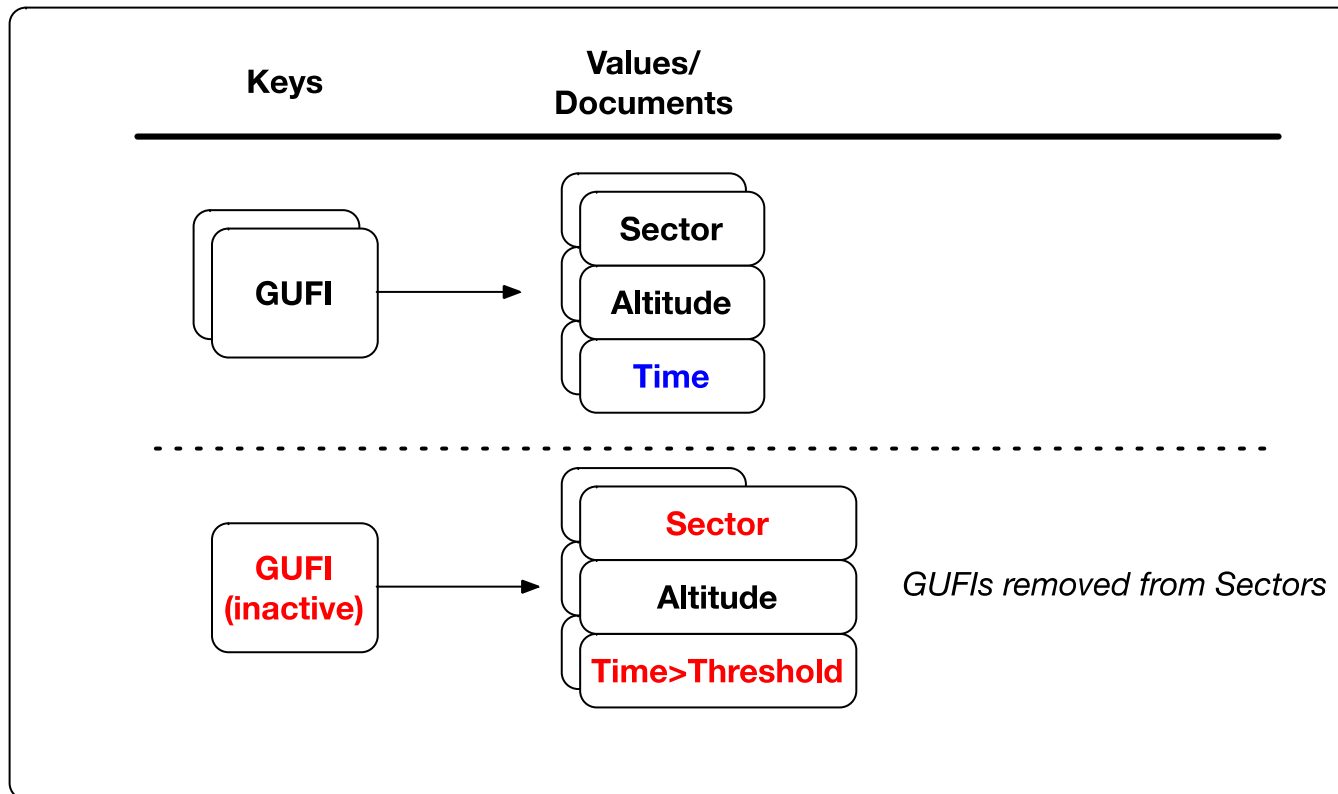 Keys
Values/
Documents
GUFI
Sector
Altitude
Time
GUFI
(inactive)
Sector
Altitude
Time>Threshold
GUFIs removed from Sectors